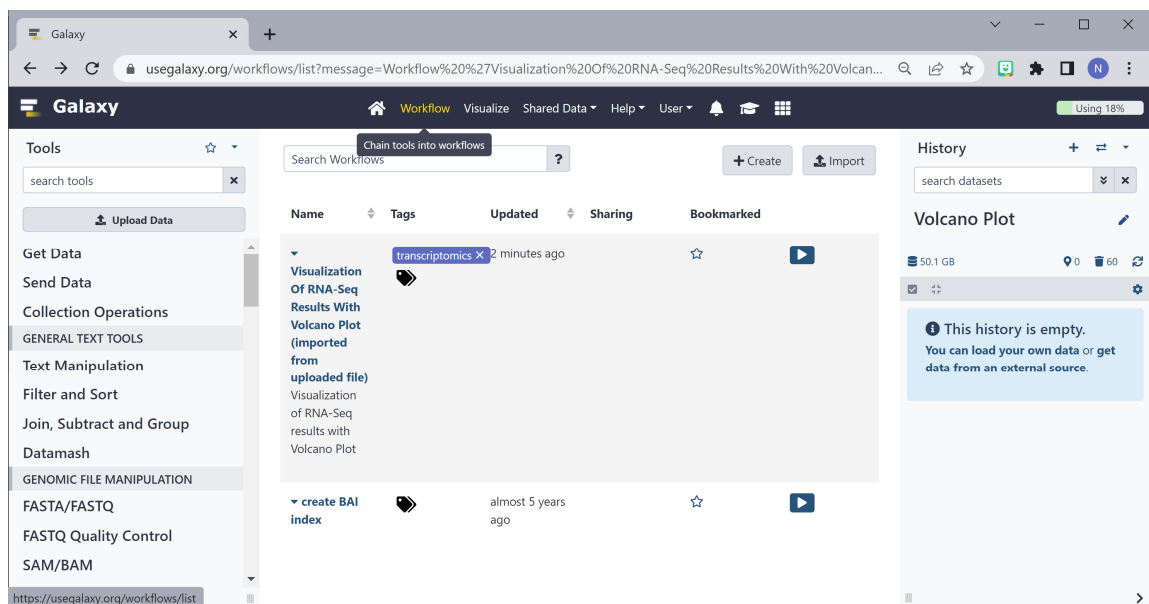 Galaxy
usegalaxy.org/workflows/list?message=Workflow%20%27Visualization%20Of%20RNA-Seq%20Results%20With%20Volcan...
N
Galaxy
Workflow Visualize Shared Data Help User
Using 18%
Chain tools into workflows
Tools
search tools
Upload Data
Get Data
Send Data
Collection Operations
GENERAL TEXT TOOLS
Text Manipulation
Filter and Sort
Join, Subtract and Group
Datamash
GENOMIC FILE MANIPULATION
FASTA/FASTQ
FASTQ Quality Control
SAM/BAM
https://usegalaxy.org/workflows/list
Search Workflows
?
+ Create
Import
Name Tags Updated Sharing Bookmarked
Visualization
Of RNA-Seq
Results With
Volcano Plot
(imported
from
uploaded file)
Visualization
of RNA-Seq
results with
Volcano Plot
transcriptomics
2 minutes ago
create BAI
index
almost 5 years
ago
History
search datasets
Volcano Plot
50.1 GB
0
60
This history is empty.
You can load your own data or get
data from an external source.